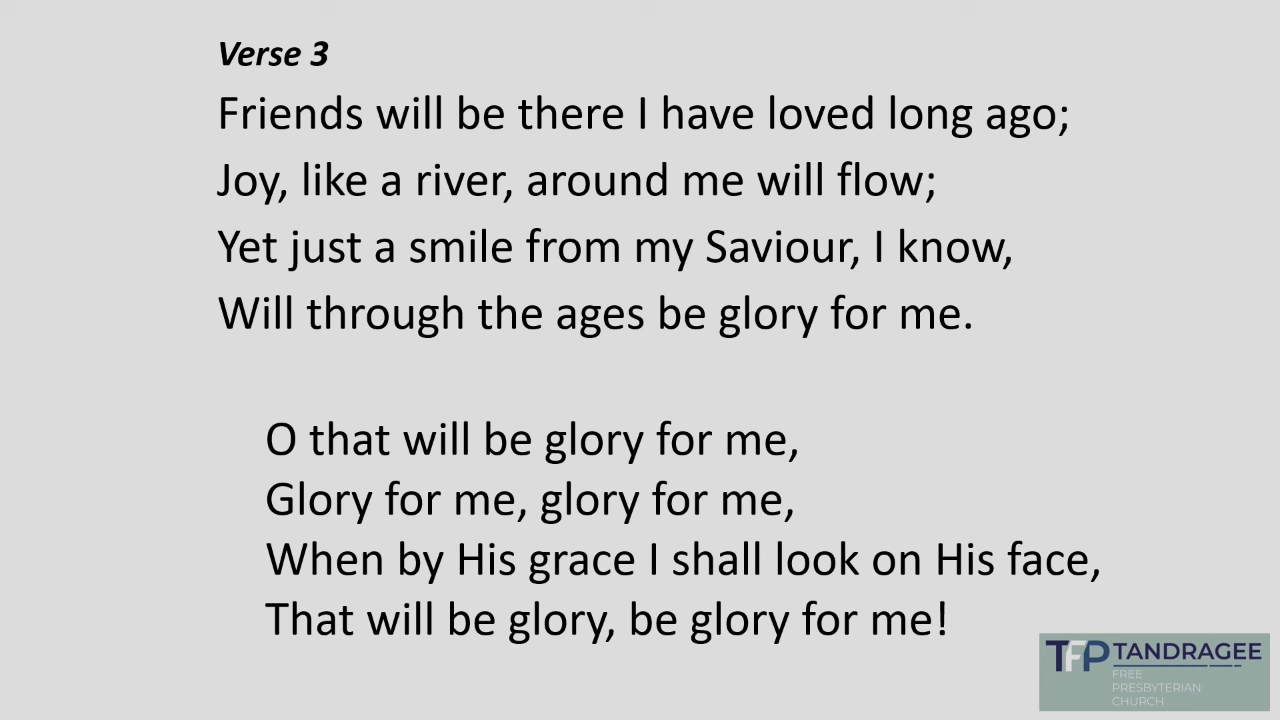 Verse 3
Friends will be there I have loved long ago;
Joy, like a river, around me will flow;
Yet just a smile from my Saviour, I know,
Will through the ages be glory for me.
O that will be glory for me,
Glory for me, glory for me,
When by His grace I shall look on His face,
That will be glory, be glory for me!
TFP TANDRAGEE
FREE
PRESBYTERIAN
CHURCH